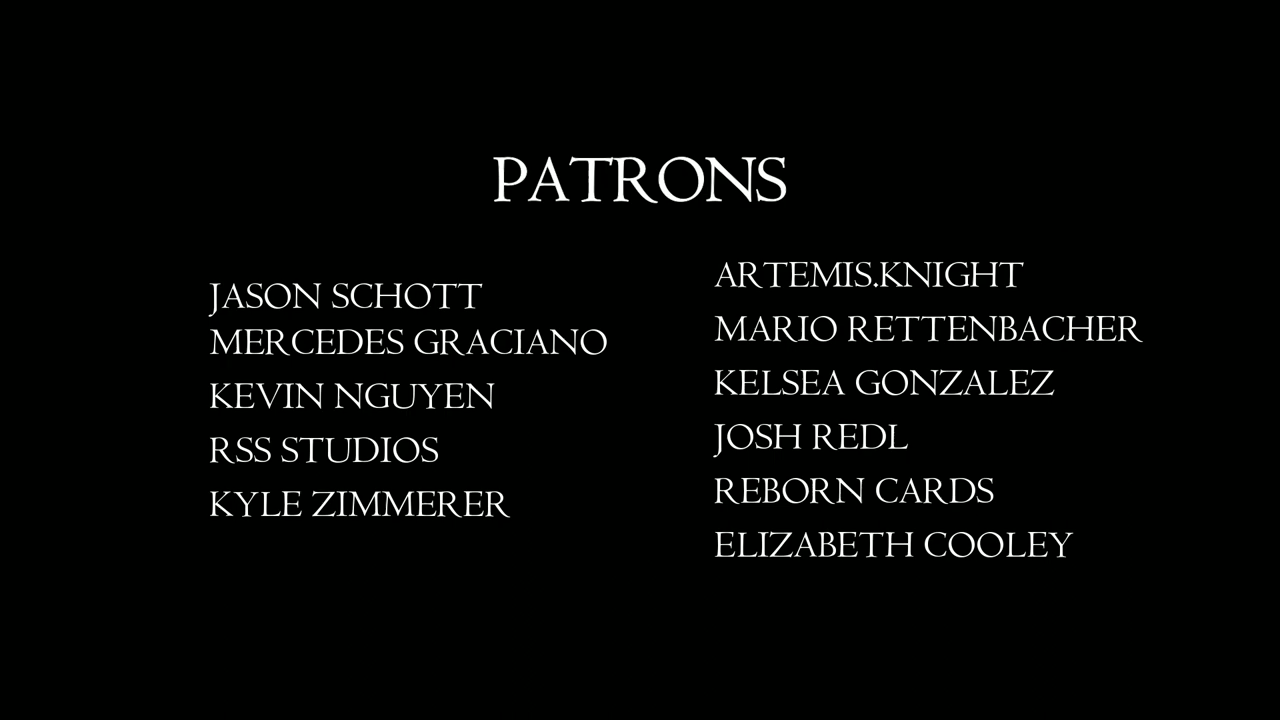 PATRONS
JASON SCHOTT
MERCEDES GRACIANO
KEVIN NGUYEN
RSS STUDIOS
KYLE ZIMMERER
ARTEMIS.KNIGHT
MARIO RETTENBACHER
KELSEA GONZALEZ
JOSH REDL
REBORN CARDS
ELIZABETH COOLEY